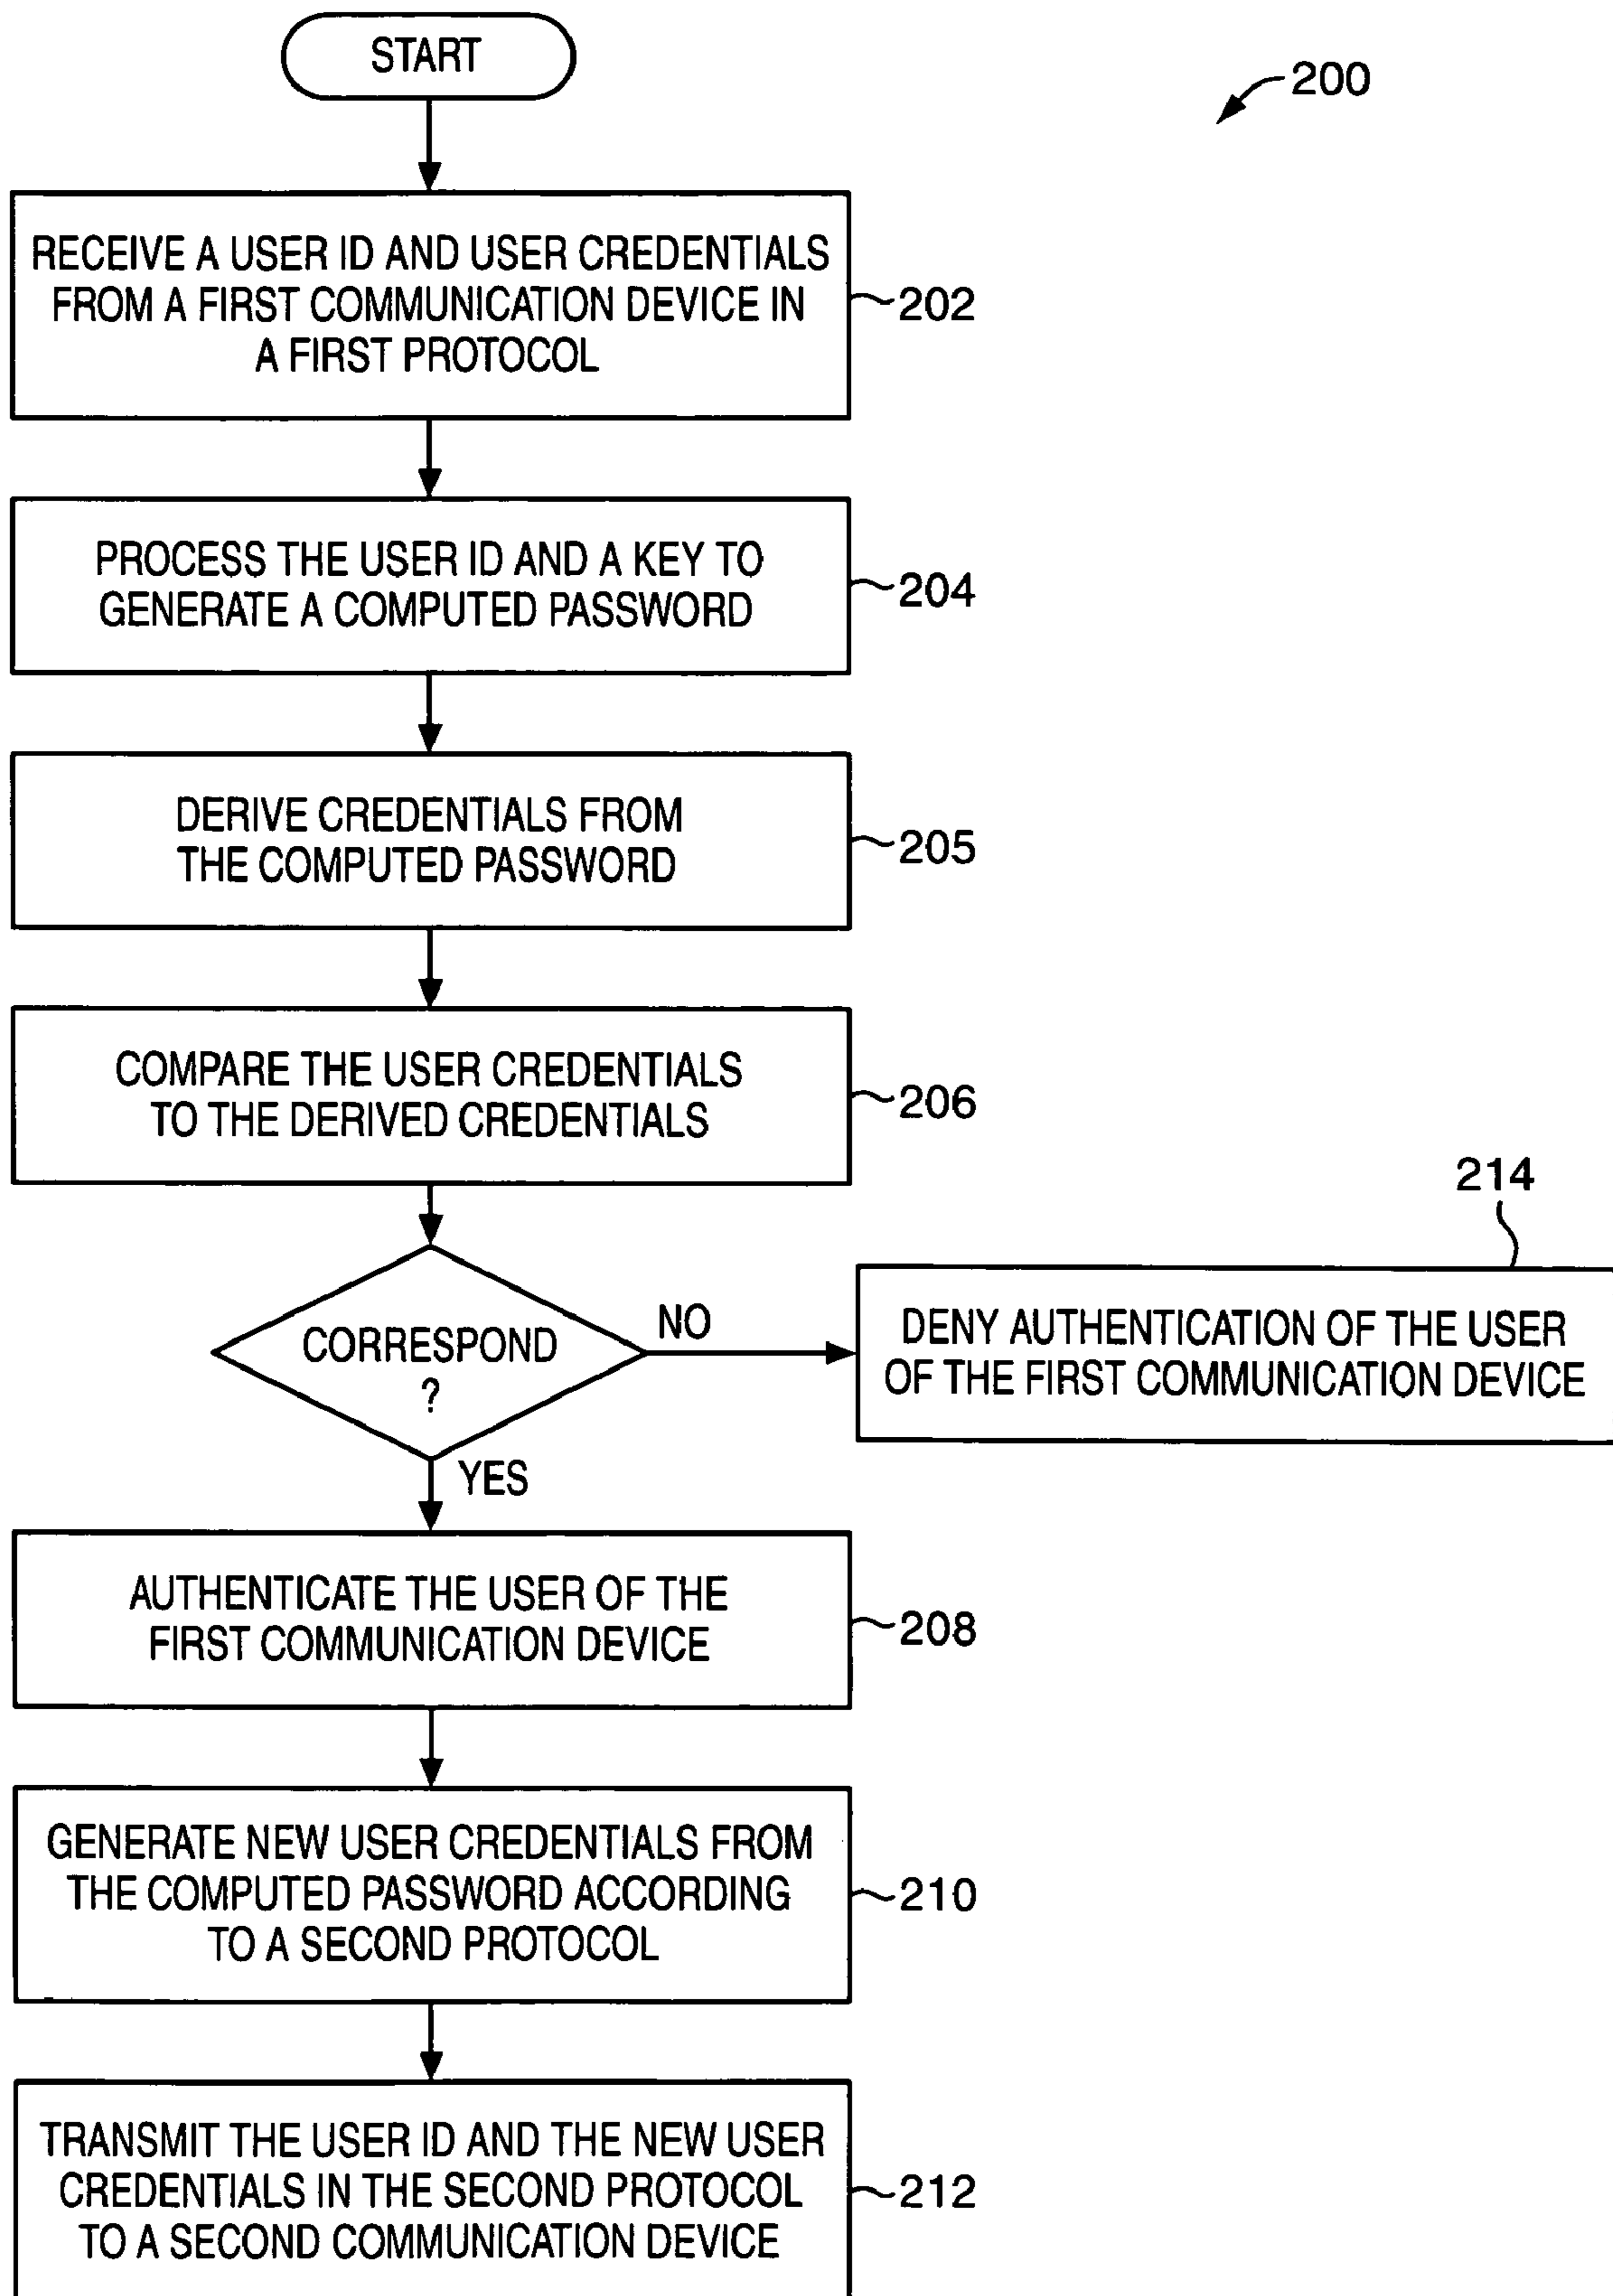 START
200
RECEIVE A USER ID AND USER CREDENTIALS
FROM A FIRST COMMUNICATION DEVICE IN
A FIRST PROTOCOL
202
PROCESS THE USER ID AND A KEY TO
GENERATE A COMPUTED PASSWORD
204
DERIVE CREDENTIALS FROM
THE COMPUTED PASSWORD
205
COMPARE THE USER CREDENTIALS
TO THE DERIVED CREDENTIALS
206
CORRESPOND
?
NO
214
DENY AUTHENTICATION OF THE USER
OF THE FIRST COMMUNICATION DEVICE
YES
AUTHENTICATE THE USER OF THE
FIRST COMMUNICATION DEVICE
208
GENERATE NEW USER CREDENTIALS FROM
THE COMPUTED PASSWORD ACCORDING
TO A SECOND PROTOCOL
210
TRANSMIT THE USER ID AND THE NEW USER
CREDENTIALS IN THE SECOND PROTOCOL
TO A SECOND COMMUNICATION DEVICE
212